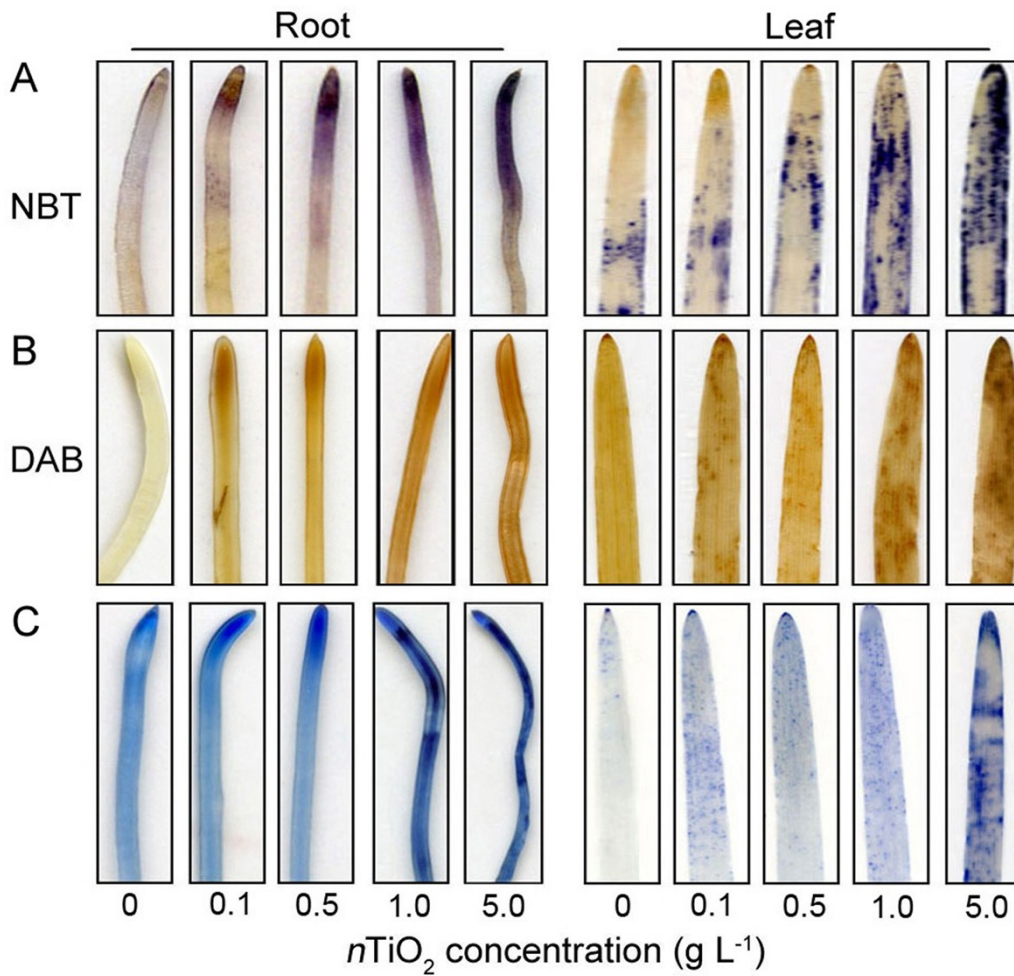 Root Leaf
A
NBT
B
DAB
C
0 0.1 0.5 1.0 5.0 0 0.1 0.5 1.0 5.0
nTiO₂ concentration (g L⁻¹)